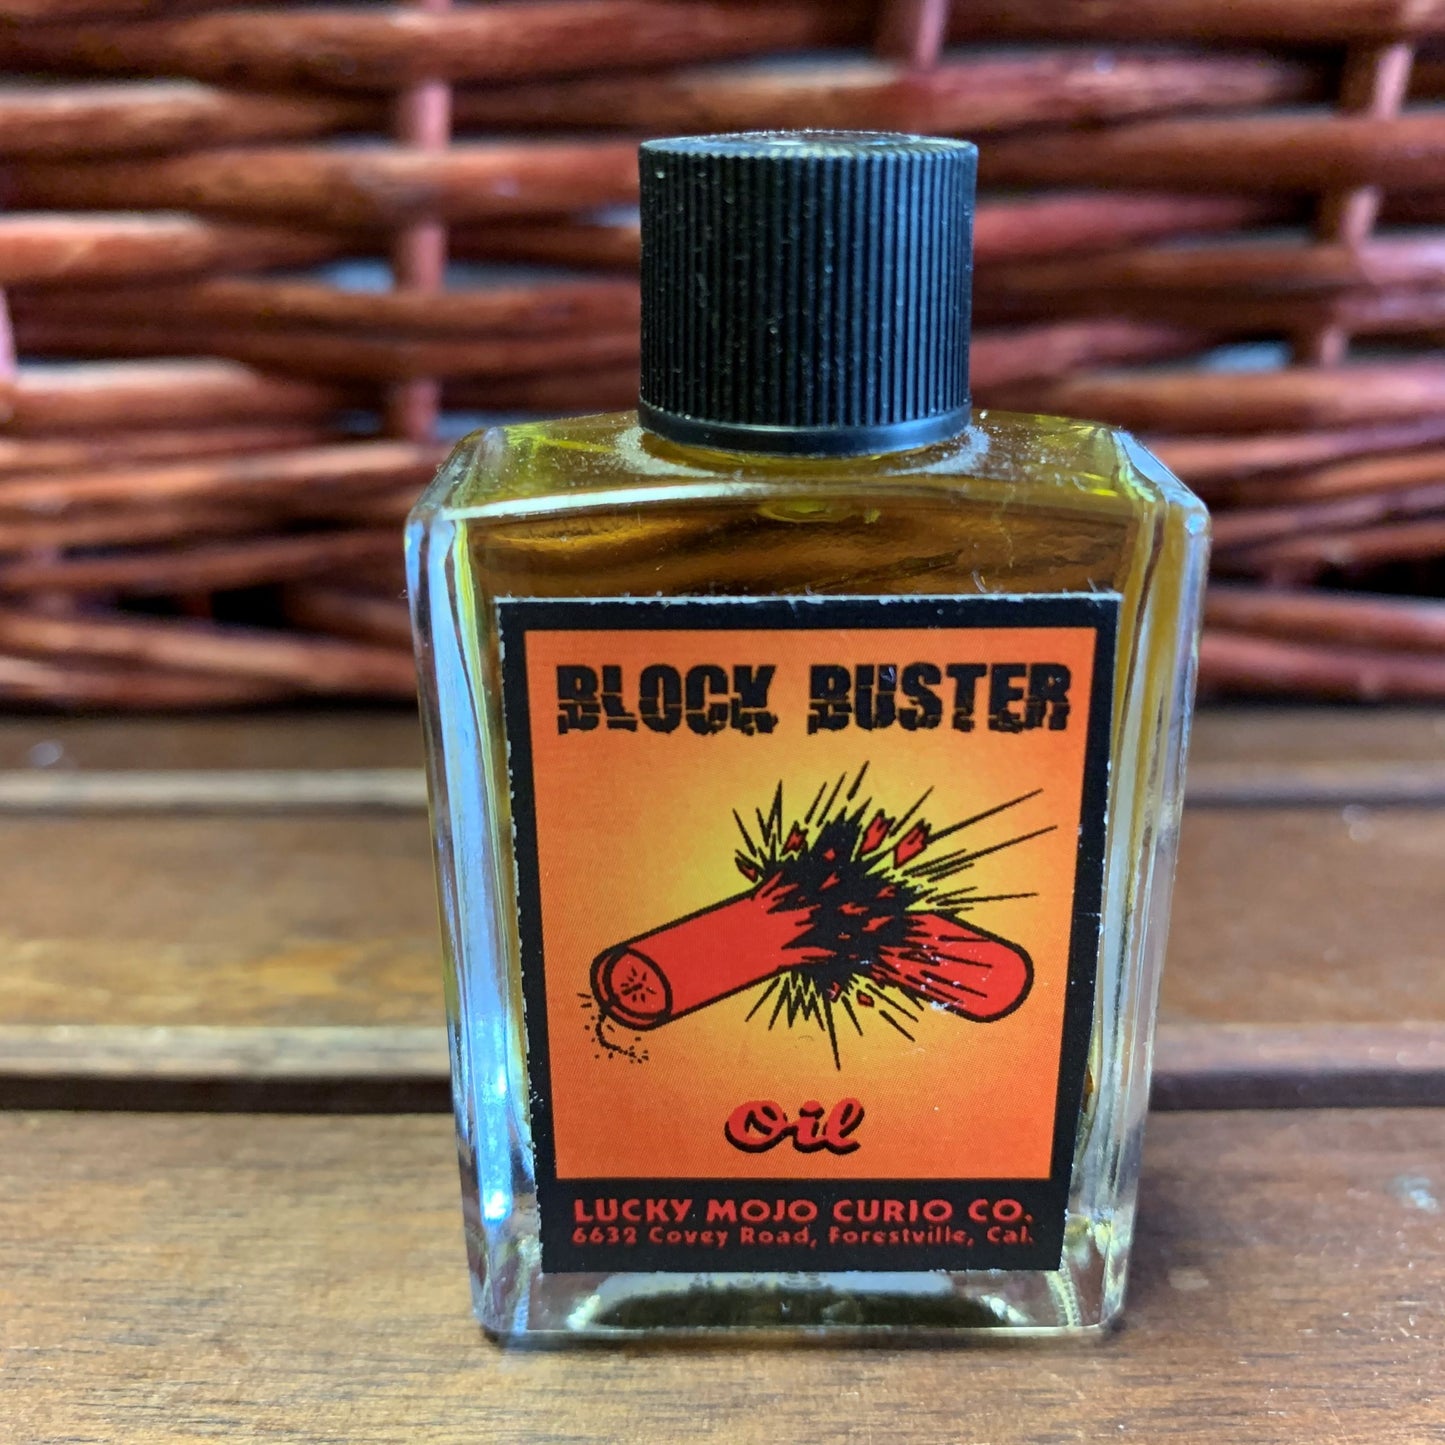 BLOCK BUSTER
Oil
LUCKY MOJO CURIO CO.
6632 Covey Road, Forestville, Cal.